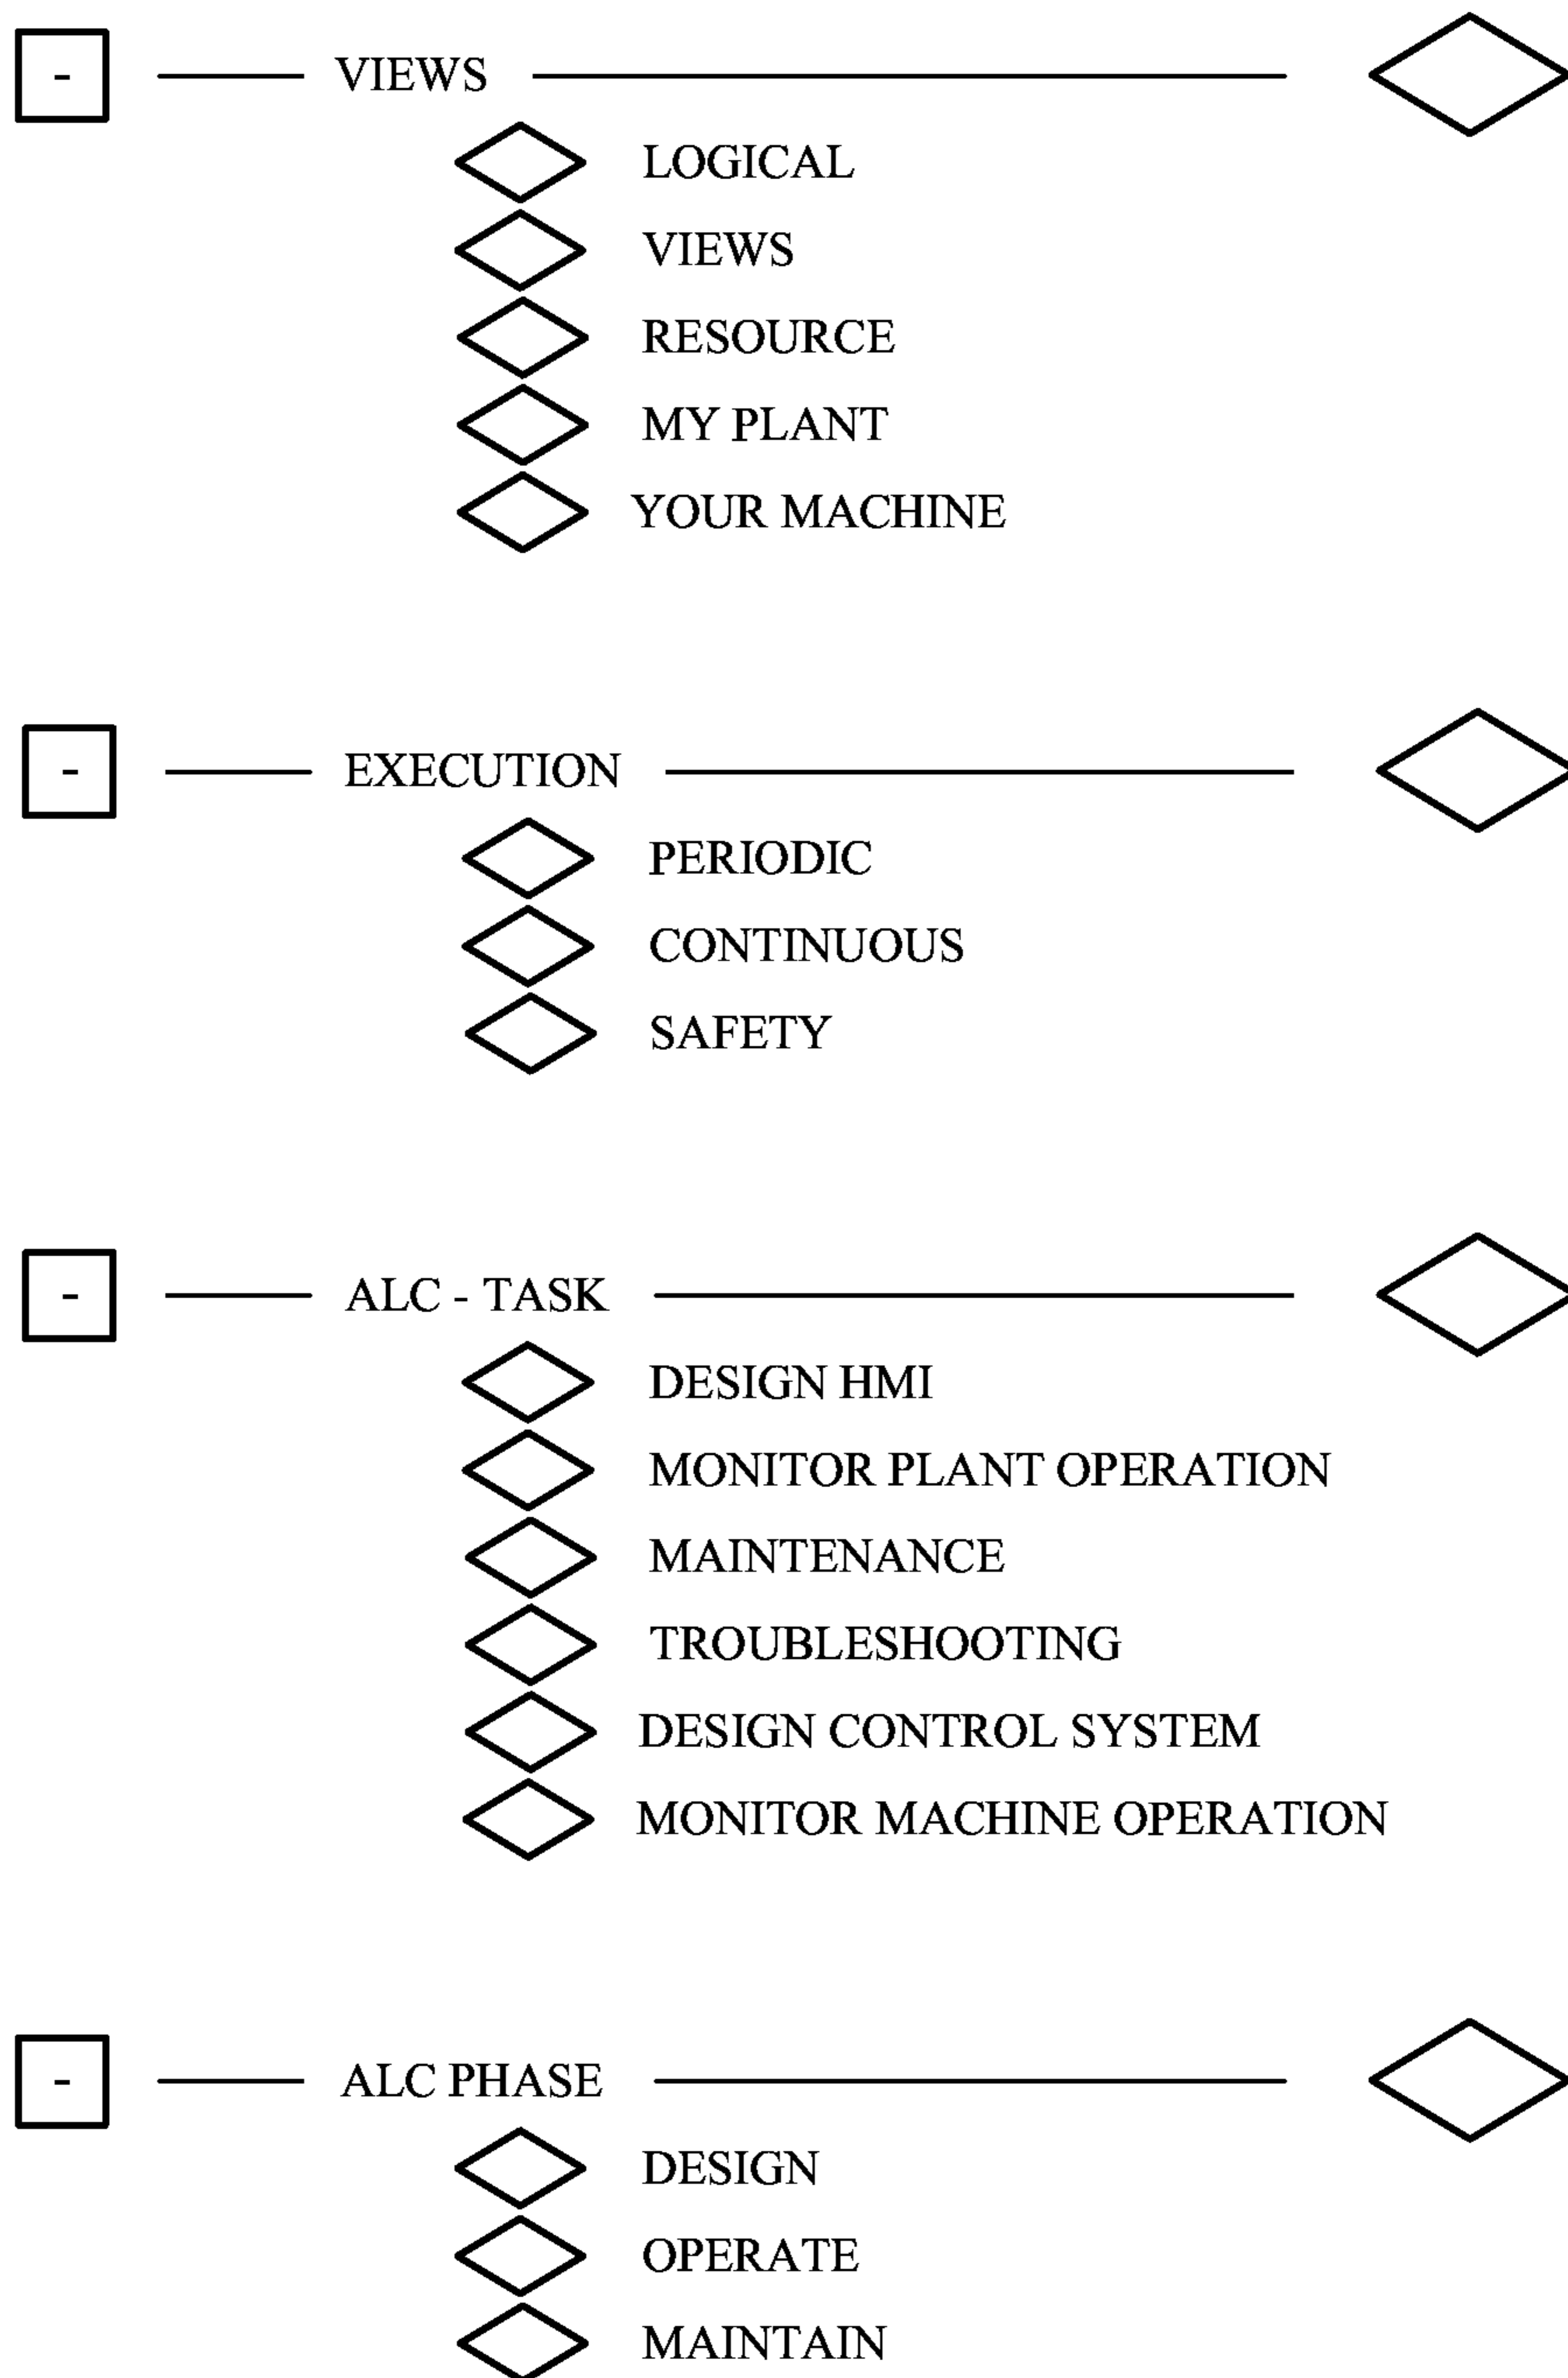 - VIEWS
LOGICAL
VIEWS
RESOURCE
MY PLANT
YOUR MACHINE
- EXECUTION
PERIODIC
CONTINUOUS
SAFETY
- ALC - TASK
DESIGN HMI
MONITOR PLANT OPERATION
MAINTENANCE
TROUBLESHOOTING
DESIGN CONTROL SYSTEM
MONITOR MACHINE OPERATION
- ALC PHASE
DESIGN
OPERATE
MAINTAIN